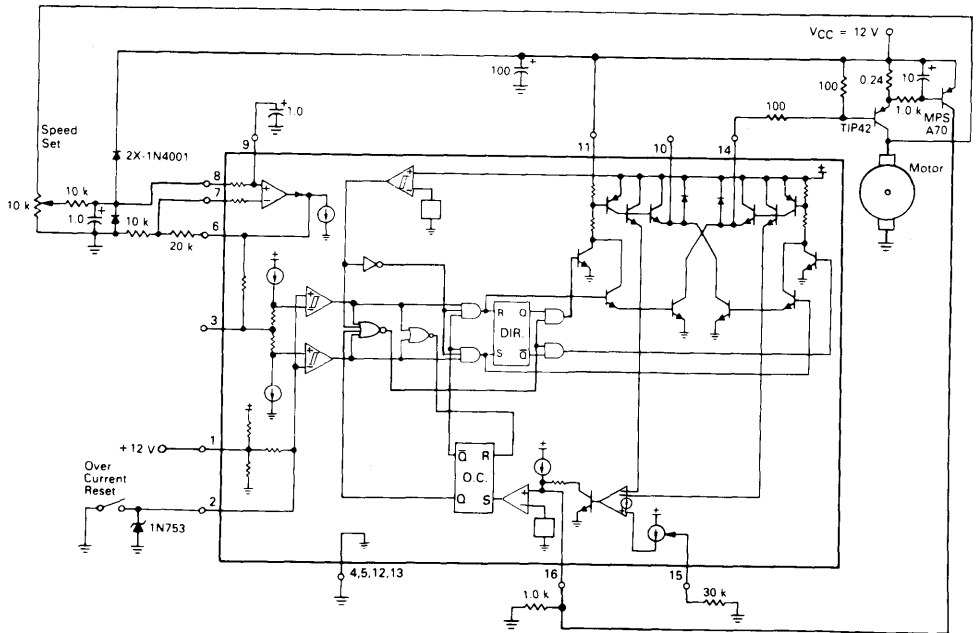 VCC = 12 V
100
+
100
0.24
10
+
1.0 k
TIP42
MPS
A70
100
+
1.0
Speed
Set
2X-1N4001
9
11
10
14
Motor
10 k
10 k
+
1.0
10 k
20 k
8
7
6
+
-
3
R
Q
DIR.
S
Q̅
+12 V
1
Over
Current
Reset
2
1N753
Q̅
R
O.C.
Q
S
+
-
4,5,12,13
16
15
1.0 k
30 k